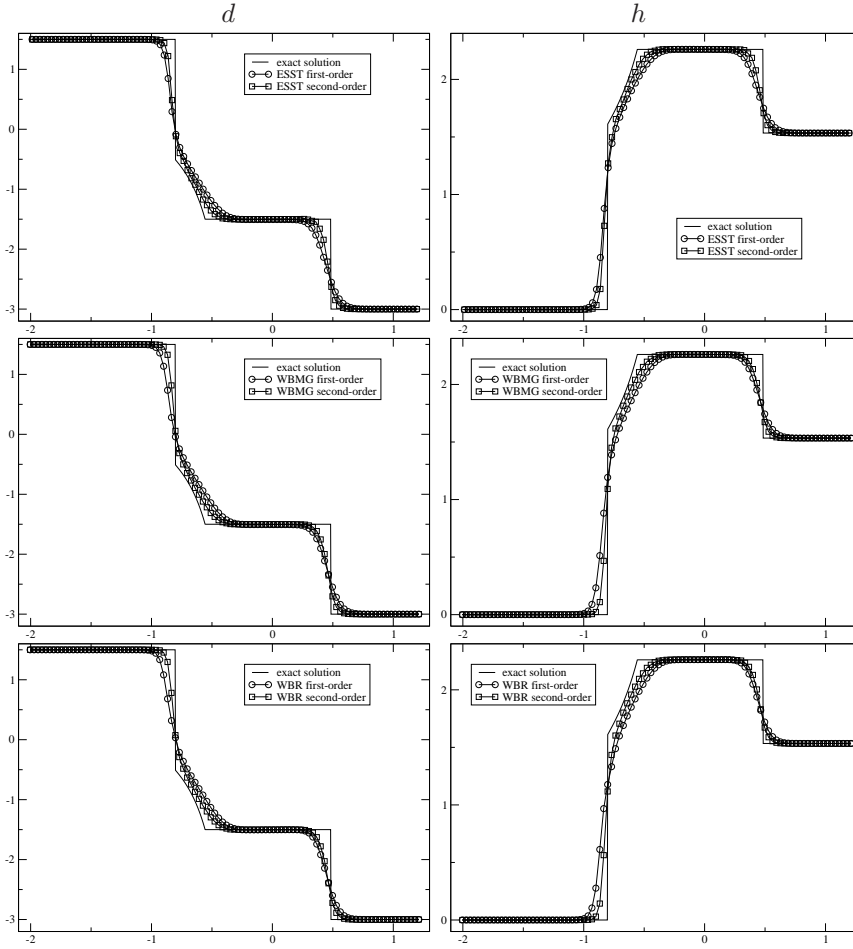 d
h
1
0
-1
-2
-3
exact solution
ESST first-order
ESST second-order
-2
-1
0
1
2
1
0
exact solution
ESST first-order
ESST second-order
-2
-1
0
1
1
0
-1
-2
-3
exact solution
WBMG first-order
WBMG second-order
-2
-1
0
1
2
1
0
exact solution
WBMG first-order
WBMG second-order
-2
-1
0
1
1
0
-1
-2
-3
exact solution
WBR first-order
WBR second-order
-2
-1
0
1
2
1
0
exact solution
WBR first-order
WBR second-order
-2
-1
0
1